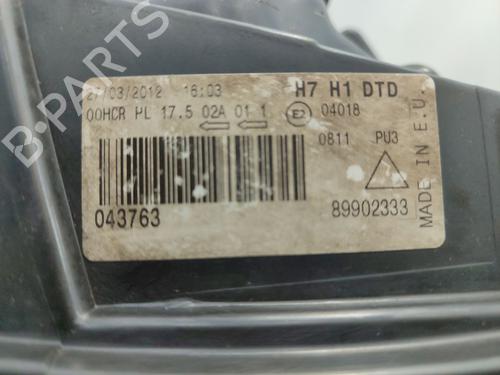 2?/03/2012 16:03 H7 H1 DTD
00HCR PL 17.5 02A 01 1 E2 04018
0811 PU3
043763 89902333
MADE IN E.U.
B-PARTS